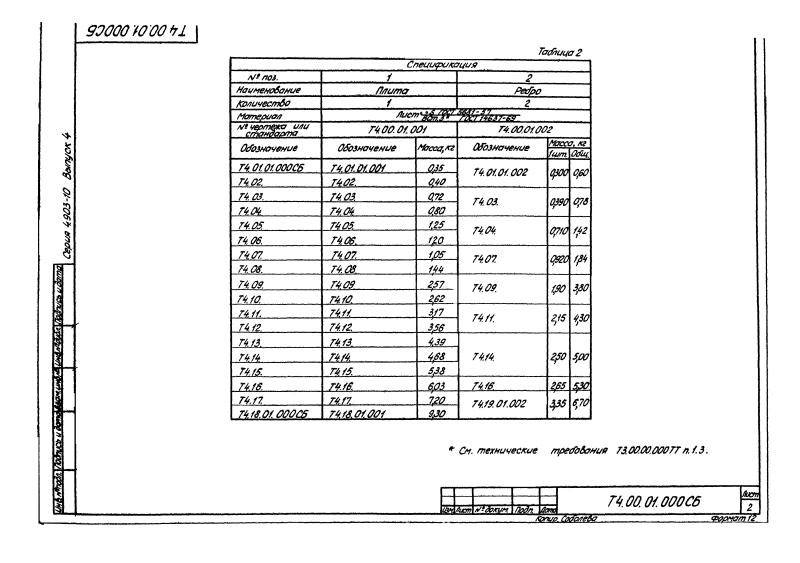 Т4.00.01.000СБ
Таблица 2
Спецификация
№ поз. 1 2
Наименование Плита Ребро
Количество 1 2
Материал Лист ГОСТ 14637-69
№ чертежа или стандарта Т4.00.01.001 Т4.00.01.002
Обозначение Обозначение Масса, кг Обозначение Масса, кг
1шт. Общ.
Т4.01.01.000СБ Т4.01.01.001 0,35 Т4.01.01.002 0,300 0,60
Т4.02. Т4.02. 0,40
Т4.03. Т4.03. 0,72 Т4.03. 0,390 0,78
Т4.04. Т4.04. 0,80
Т4.05. Т4.05. 1,25 Т4.04. 0,710 1,42
Т4.06. Т4.06. 1,20
Т4.07. Т4.07. 1,05 Т4.07. 0,920 1,84
Т4.08. Т4.08. 1,44
Т4.09. Т4.09. 2,57 Т4.09. 1,90 3,80
Т4.10. Т4.10. 2,62
Т4.11. Т4.11. 3,17 Т4.11. 2,15 4,30
Т4.12. Т4.12. 3,56
Т4.13. Т4.13. 4,39
Т4.14. Т4.14. 4,68 Т4.14. 2,50 5,00
Т4.15. Т4.15. 5,38
Т4.16. Т4.16. 6,03 Т4.16. 2,65 5,30
Т4.17. Т4.17. 7,20 Т4.19.01.002 3,35 6,70
Т4.18.01.000СБ Т4.18.01.001 9,30
* См. технические требования Т3.00.00.000ТТ п.1.3.
Серия 4.903-10 Выпуск 4
Инв.№подл. Подпись и дата Взам.инв.№ Инв.№дубл. Подпись и дата
Изм. Лист № докум. Подп. Дата
Т4.00.01.000СБ
Лист
2
Копир. Соболева
Формат 12